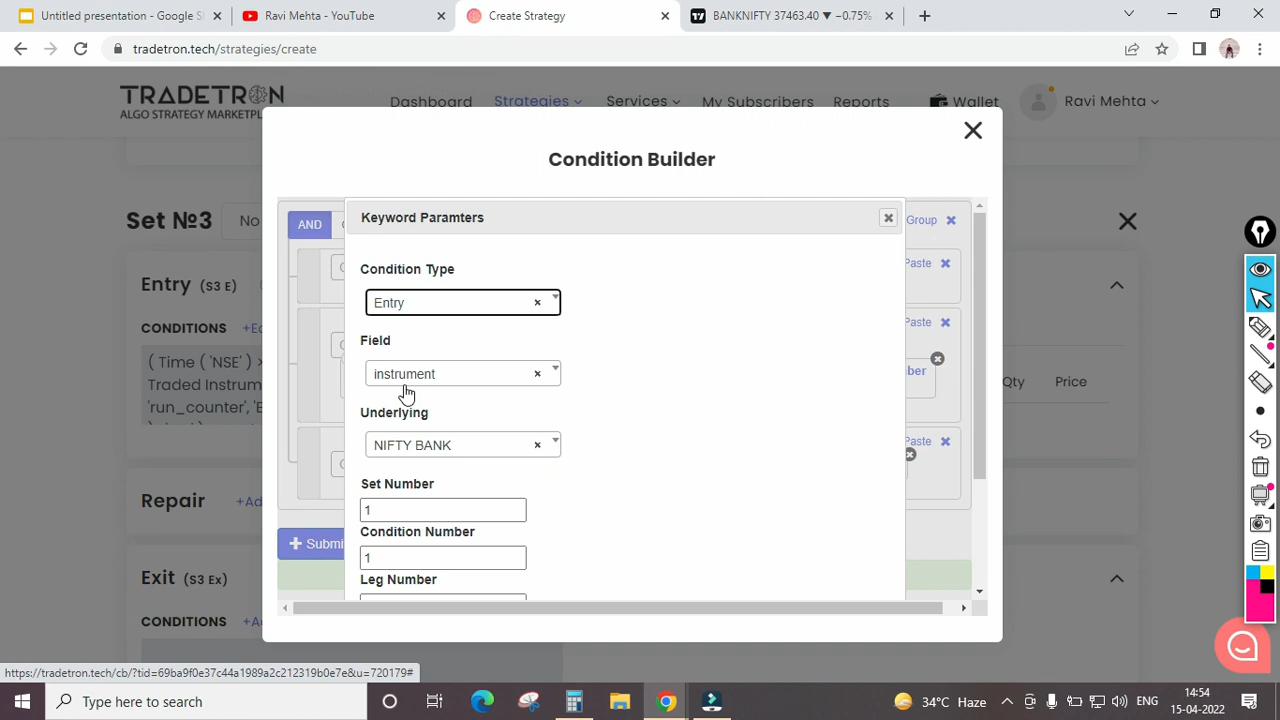 Untitled presentation - Google S
Ravi Mehta - YouTube
Create Strategy
BANKNIFTY 37463.40 ▼ −0.75%
tradetron.tech/strategies/create
TRADETRON
ALGO STRATEGY MARKETPL
Dashboard
Strategies
Services
My Subscribers
Reports
Wallet
Ravi Mehta
Condition Builder
Set №3
No
AND
Keyword Paramters
Group
Entry (S3 E)
Condition Type
Paste
Entry
CONDITIONS
+Ed
Paste
Field
( Time ( 'NSE' ) >
Traded Instrum
'run_counter', 'E
instrument
mber
Qty
Price
Underlying
NIFTY BANK
Paste
Set Number
1
Repair
+Ad
Condition Number
1
+ Submi
Leg Number
Exit (S3 Ex)
CONDITIONS
+A
https://tradetron.tech/cb/?tid=69ba9f0e37c44a1989a2c212319b0e7e&u=720179#
Type here to search
34°C Haze
ENG
14:54
15-04-2022